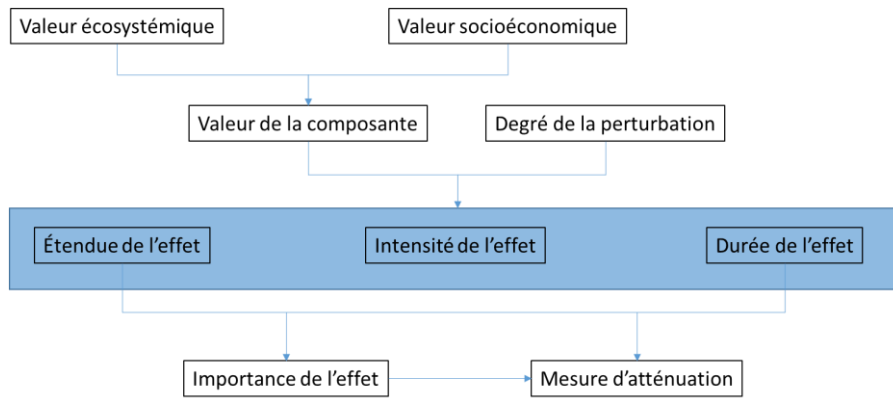 Valeur écosystémique
Valeur socioéconomique
Valeur de la composante
Degré de la perturbation
Étendue de l’effet
Intensité de l’effet
Durée de l’effet
Importance de l’effet
Mesure d’atténuation